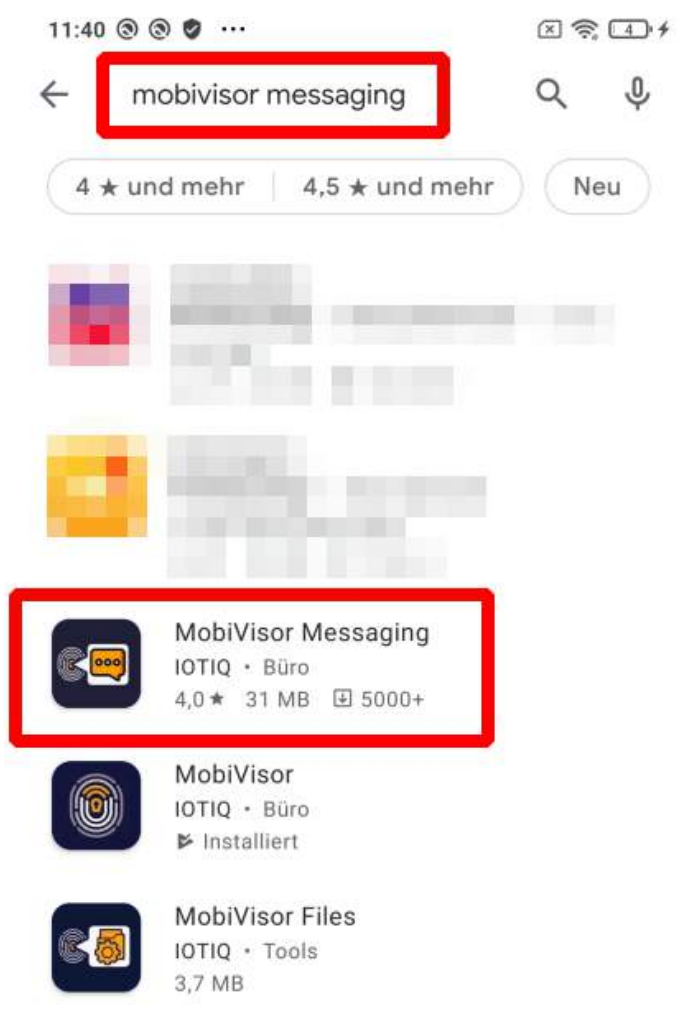 11:40 ... 4
mobivisor messaging
4 ★ und mehr 4,5 ★ und mehr Neu
MobiVisor Messaging
IOTIQ • Büro
4,0 ★ 31 MB 5000+
MobiVisor
IOTIQ • Büro
Installiert
MobiVisor Files
IOTIQ • Tools
3,7 MB